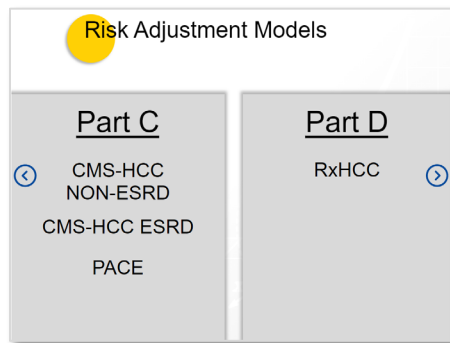 Risk Adjustment Models
Part C
CMS-HCC
NON-ESRD
CMS-HCC ESRD
PACE
Part D
RxHCC